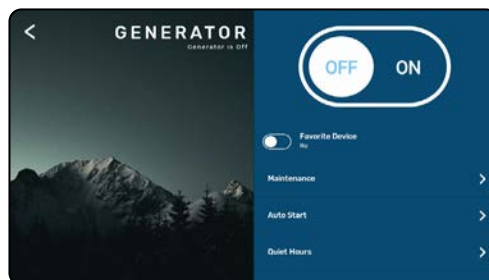 GENERATOR
Generator is Off
OFF ON
Favorite Device
No
Maintenance
Auto Start
Quiet Hours